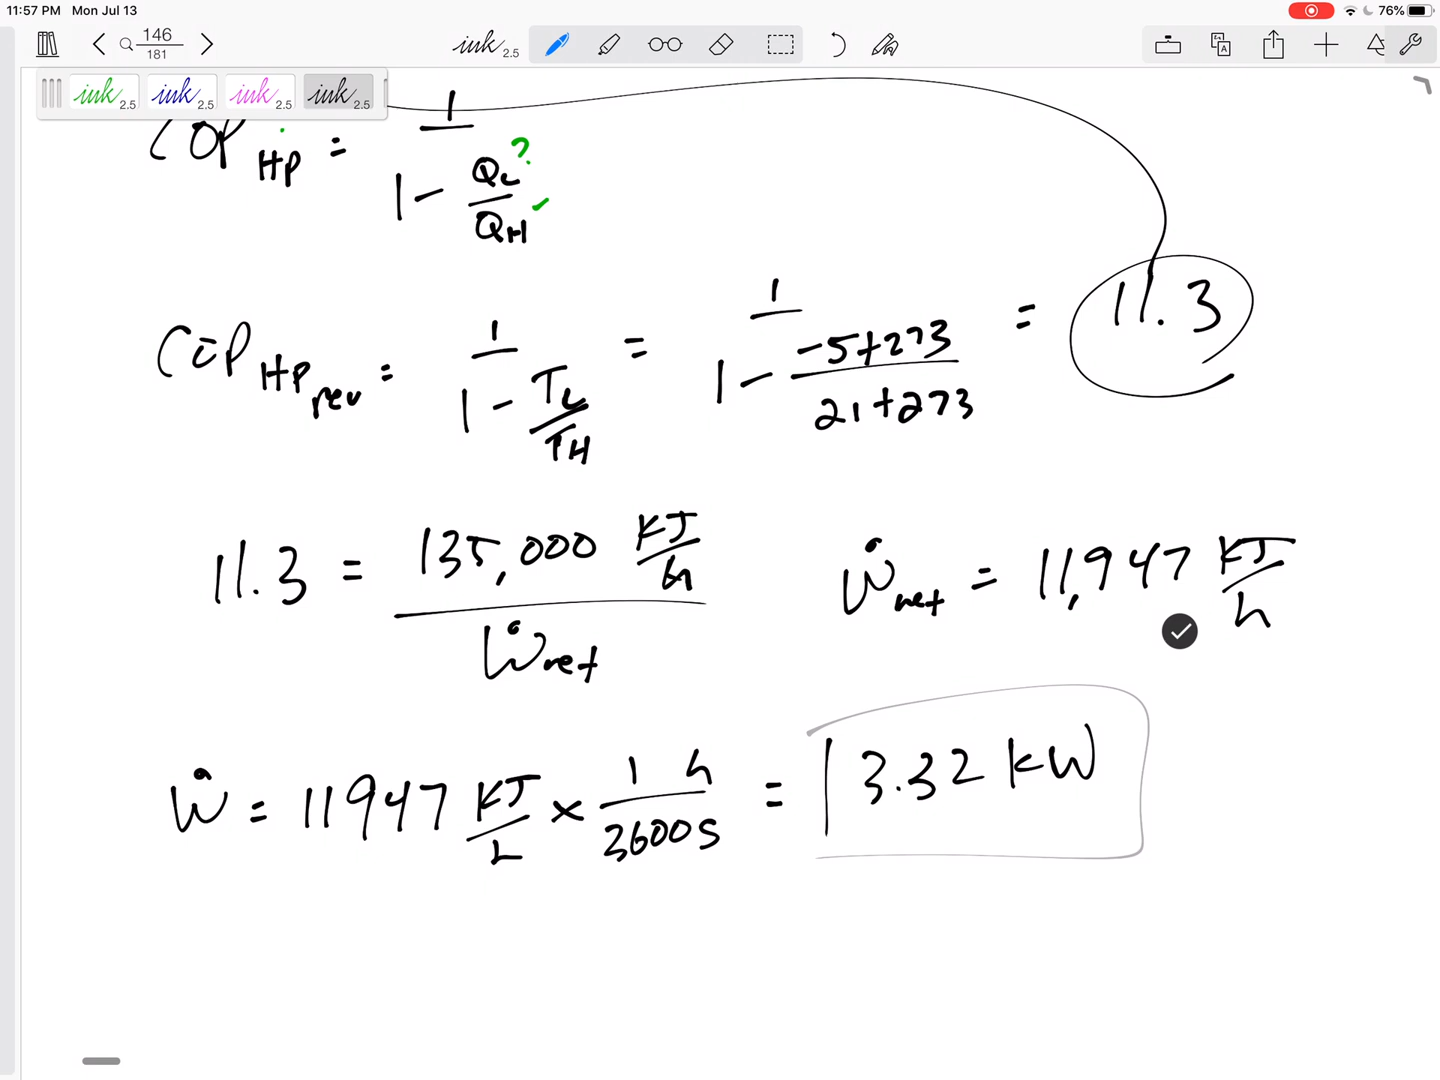 11:57 PM Mon Jul 13 76%
146
181
ink 2.5
ink 2.5 ink 2.5 ink 2.5 ink 2.5
COP HP = 1 / (1 - QL / QH) ?
COP HP rev = 1 / (1 - TL / TH) = 1 / (1 - (-5+273) / (21+273)) = 11.3
11.3 = 135,000 KJ/h / Ẇnet Ẇnet = 11,947 KJ/h
Ẇ = 11947 KJ/h × 1 h / 3600s = 3.32 kW